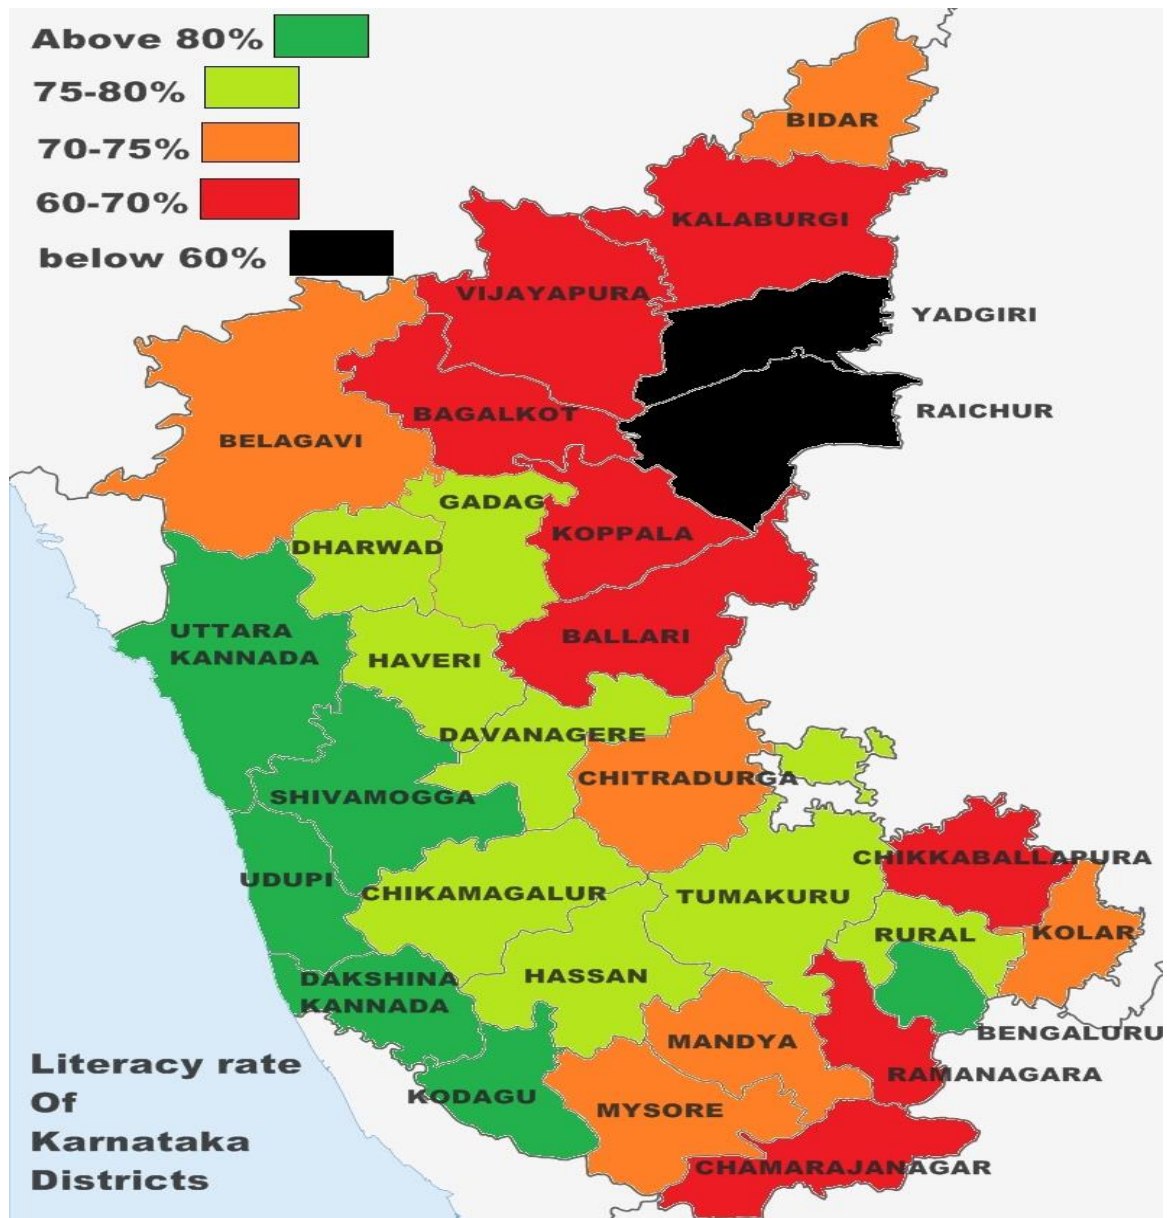 Above 80%
75-80%
70-75%
60-70%
below 60%
BIDAR
KALABURGI
VIJAYAPURA
YADGIRI
RAICHUR
BAGALKOT
BELAGAVI
GADAG
KOPPALA
DHARWAD
UTTARA
KANNADA
BALLARI
HAVERI
DAVANAGERE
CHITRADURGA
SHIVAMOGGA
CHIKKABALLAPURA
UDUPI
CHIKAMAGALUR
TUMAKURU
RURAL
KOLAR
DAKSHINA
KANNADA
HASSAN
BENGALURU
MANDYA
RAMANAGARA
KODAGU
MYSORE
CHAMARAJANAGAR
Literacy rate
Of
Karnataka
Districts